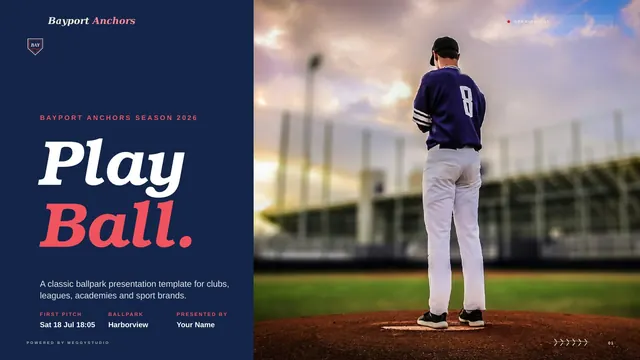 Bayport Anchors
BAY
BAYPORT ANCHORS SEASON 2026
Play
Ball.
A classic ballpark presentation template for clubs,
leagues, academies and sport brands.
FIRST PITCH BALLPARK PRESENTED BY
Sat 18 Jul 18:05 Harborview Your Name
POWERED BY WEGGYSTUDIO
8
01